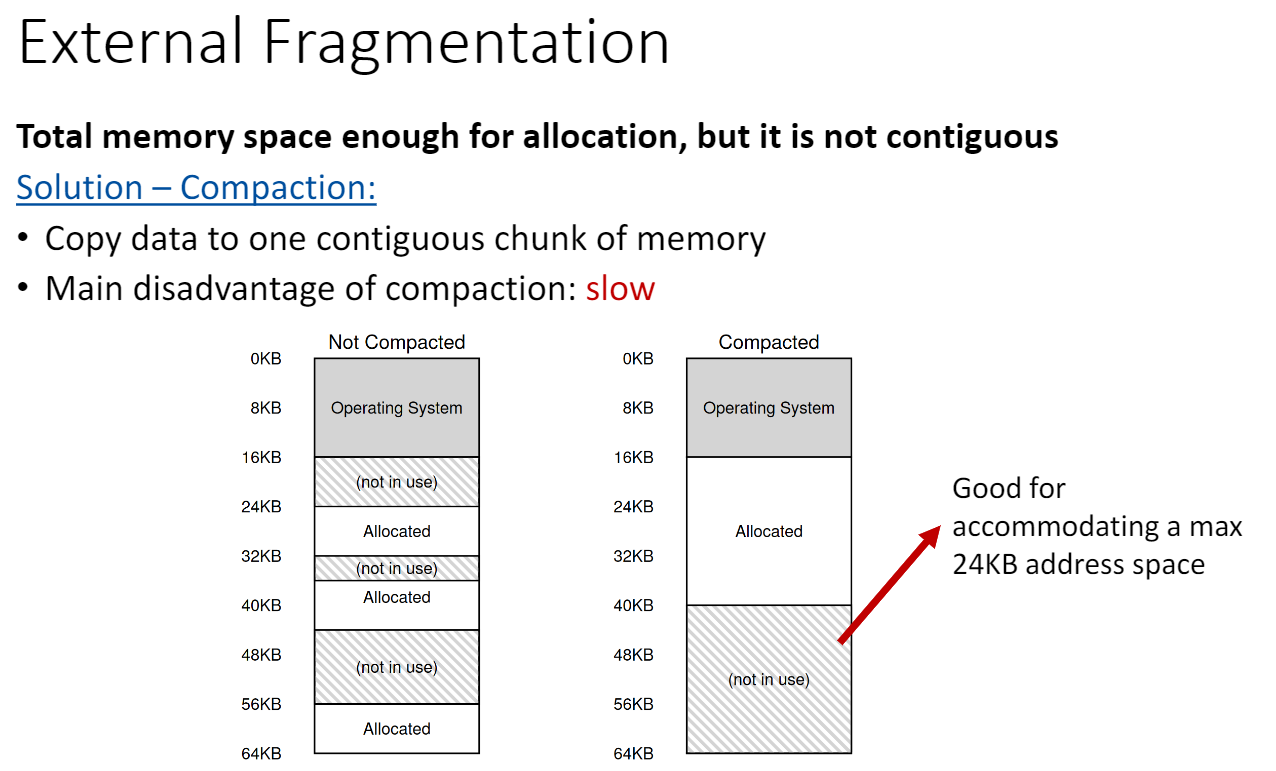 External Fragmentation
Total memory space enough for allocation, but it is not contiguous
Solution – Compaction:
• Copy data to one contiguous chunk of memory
• Main disadvantage of compaction: slow
Not Compacted
0KB
8KB
16KB
24KB
32KB
40KB
48KB
56KB
64KB
Operating System
(not in use)
Allocated
(not in use)
Allocated
(not in use)
Allocated
Compacted
0KB
8KB
16KB
24KB
32KB
40KB
48KB
56KB
64KB
Operating System
Allocated
(not in use)
Good for
accommodating a max
24KB address space